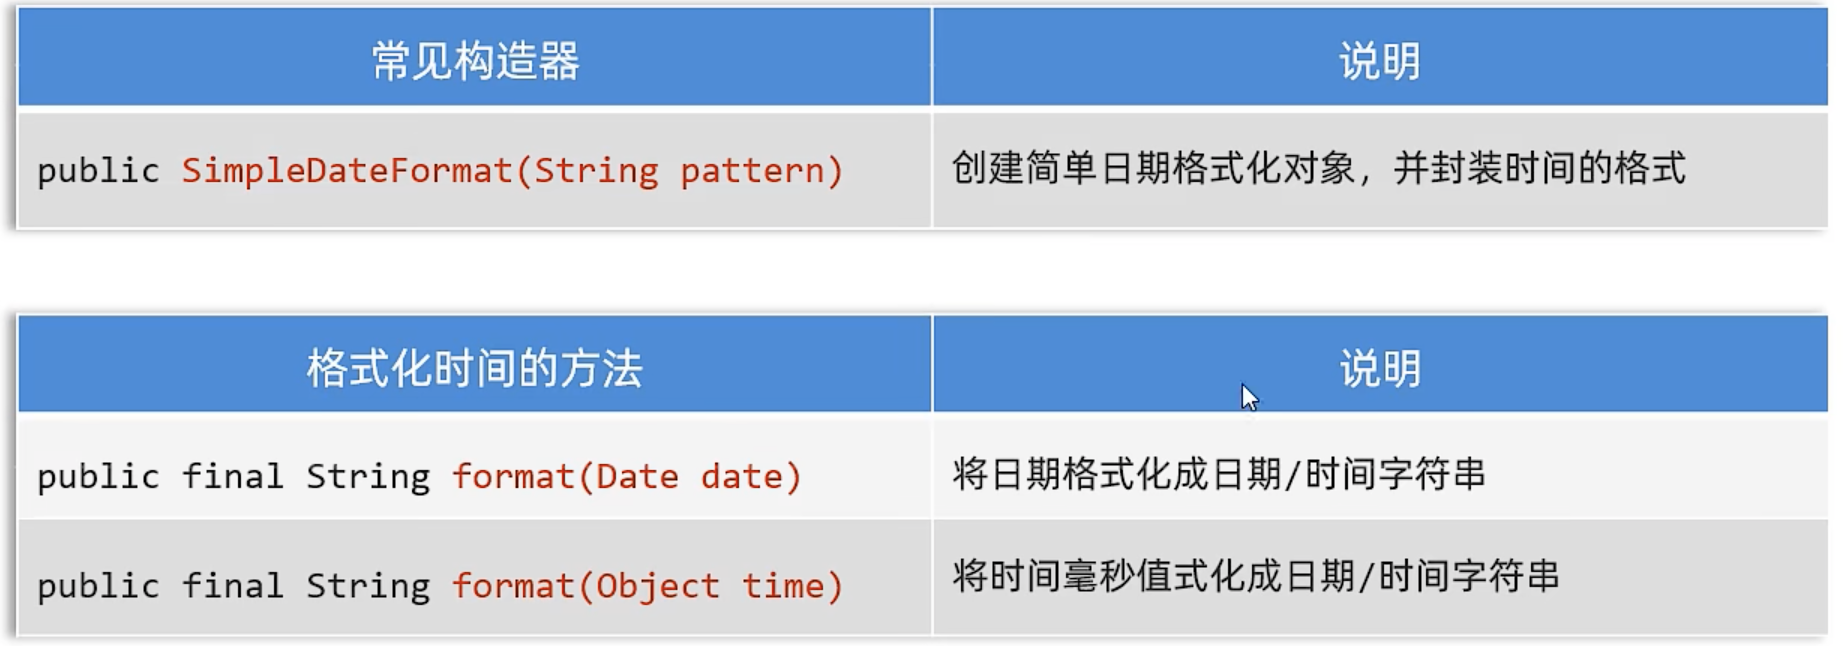 常见构造器
说明
public SimpleDateFormat(String pattern)
创建简单日期格式化对象，并封装时间的格式
格式化时间的方法
说明
public final String format(Date date)
将日期格式化成日期/时间字符串
public final String format(Object time)
将时间毫秒值式化成日期/时间字符串